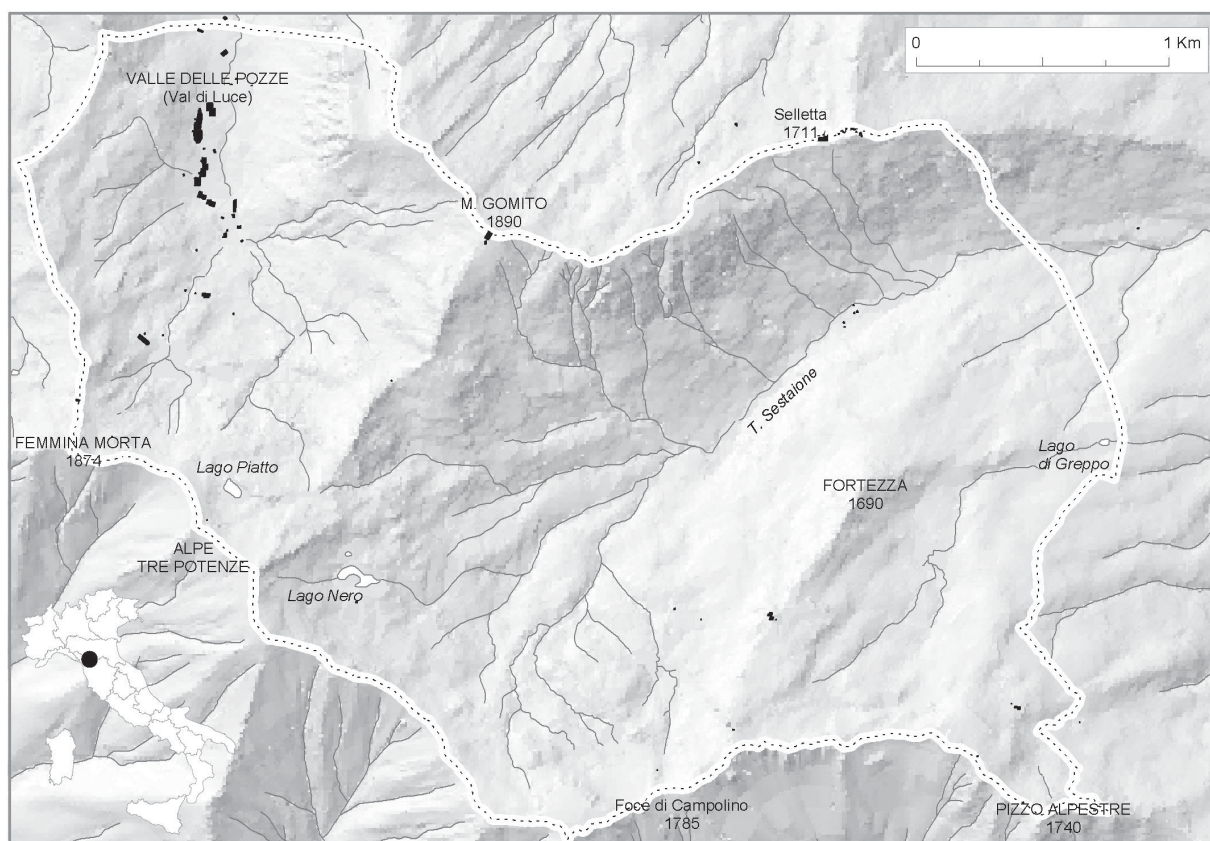 0 1 Km
VALLE DELLE POZZE
(Val di Luce)
Selletta
1711
M. GOMITO
1890
T. Sestaione
FEMMINA MORTA
1874
Lago Piatto
Lago
di Greppo
FORTEZZA
1690
ALPE
TRE POTENZE
Lago Nero
Foce di Campolino
1785
PIZZO ALPESTRE
1740